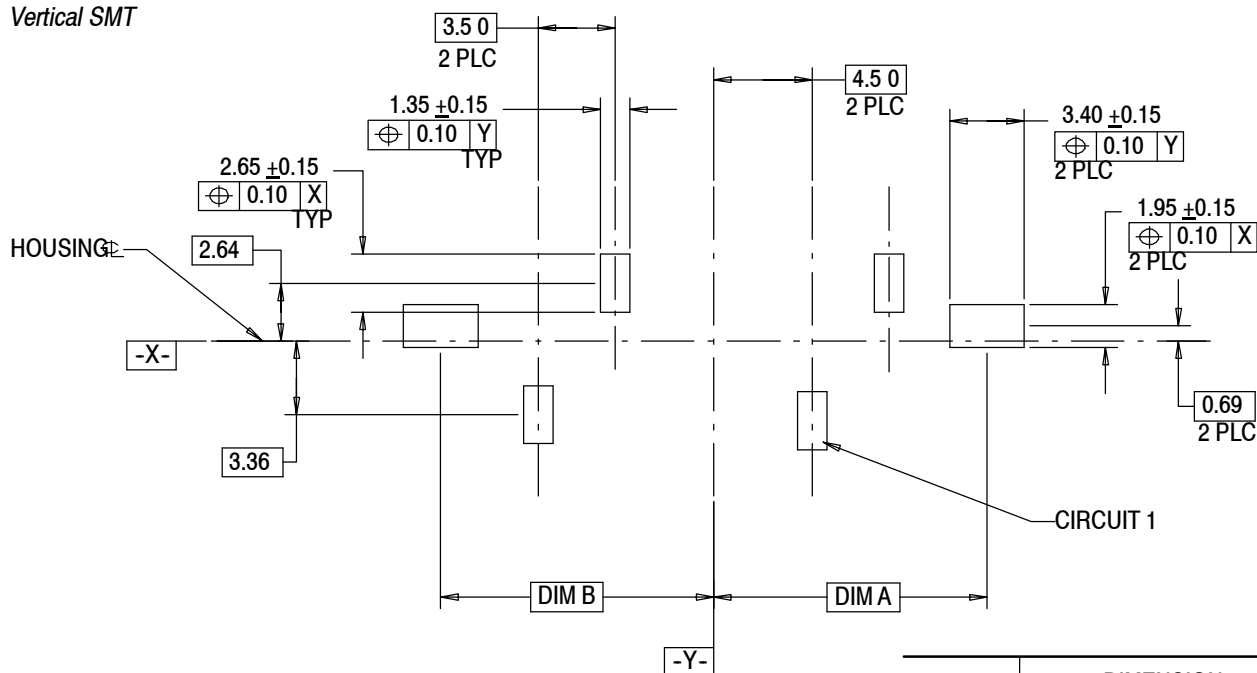 Vertical SMT
3.5 0
2 PLC
4.5 0
2 PLC
1.35 ±0.15
⌖ 0.10 Y
TYP
3.40 ±0.15
⌖ 0.10 Y
2 PLC
2.65 ±0.15
⌖ 0.10 X
TYP
1.95 ±0.15
⌖ 0.10 X
2 PLC
HOUSING ℄
2.64
-X-
0.69
2 PLC
3.36
CIRCUIT 1
DIM B
DIM A
-Y-